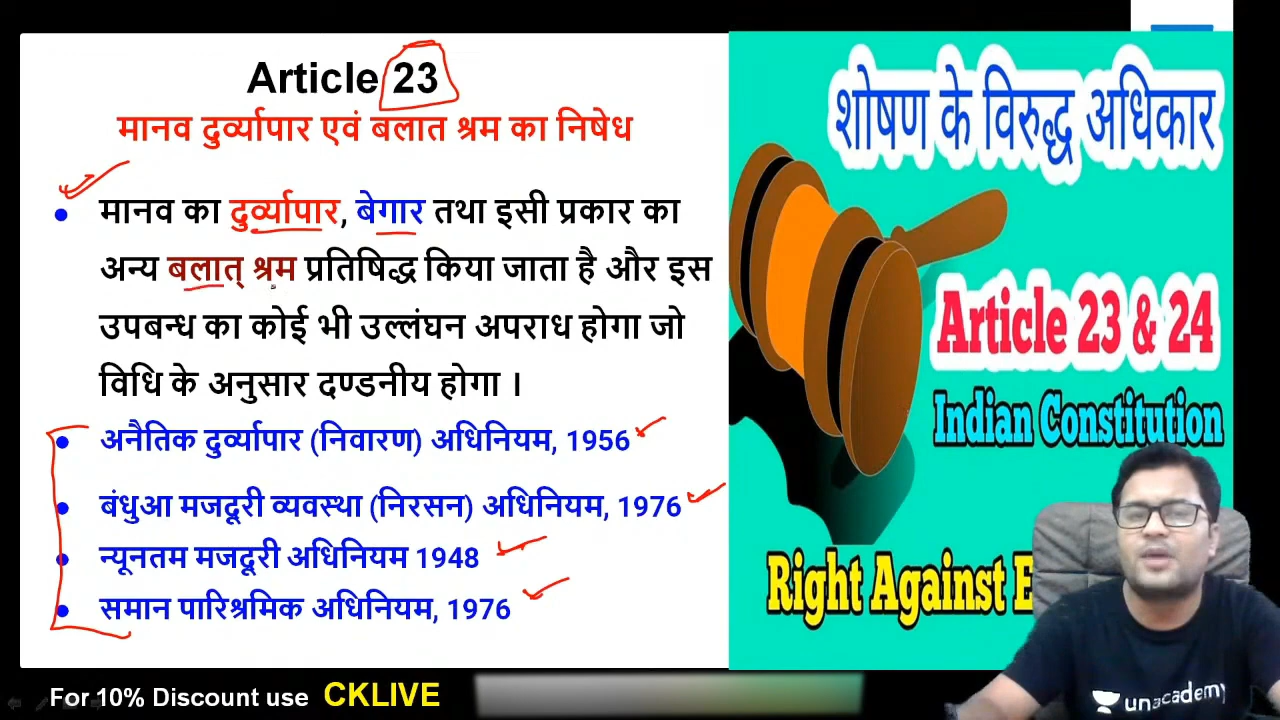 Article 23
मानव दुर्व्यापार एवं बलात श्रम का निषेध
मानव का दुर्व्यापार, बेगार तथा इसी प्रकार का
अन्य बलात् श्रम प्रतिषिद्ध किया जाता है और इस
उपबन्ध का कोई भी उल्लंघन अपराध होगा जो
विधि के अनुसार दण्डनीय होगा ।
अनैतिक दुर्व्यापार (निवारण) अधिनियम, 1956
बंधुआ मजदूरी व्यवस्था (निरसन) अधिनियम, 1976
न्यूनतम मजदूरी अधिनियम 1948
समान पारिश्रमिक अधिनियम, 1976
शोषण के विरुद्ध अधिकार
Article 23 & 24
Indian Constitution
Right Against
unacademy
For 10% Discount use CKLIVE